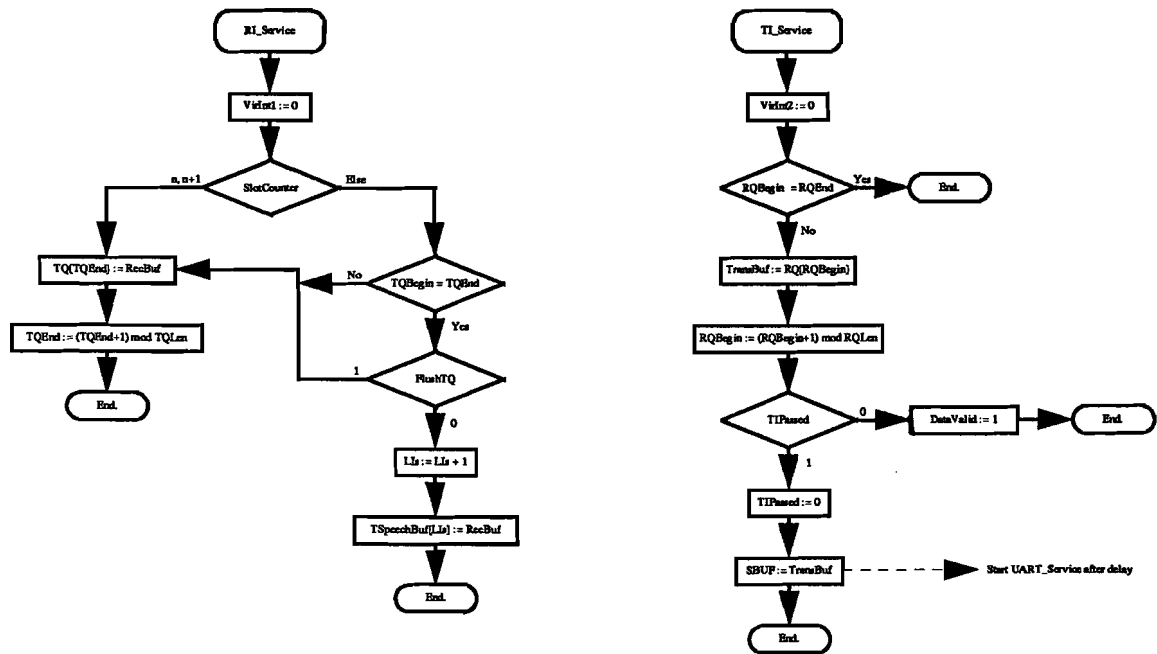 RI_Service
VirInt1 := 0
SlotCounter
n, n+1
Else
TQ[TQEnd] := RecBuf
TQEnd := (TQEnd+1) mod TQLen
End.
TQBegin = TQEnd
No
Yes
FlushTQ
1
0
LIs := LIs + 1
TSpeechBuf[LIs] := RecBuf
End.
TI_Service
VirInt2 := 0
RQBegin = RQEnd
Yes
End.
No
TransBuf := RQ[RQBegin]
RQBegin := (RQBegin+1) mod RQLen
TIPassed
0
DataValid := 1
End.
1
TIPassed := 0
SBUF := TransBuf
Start UART_Service after delay
End.